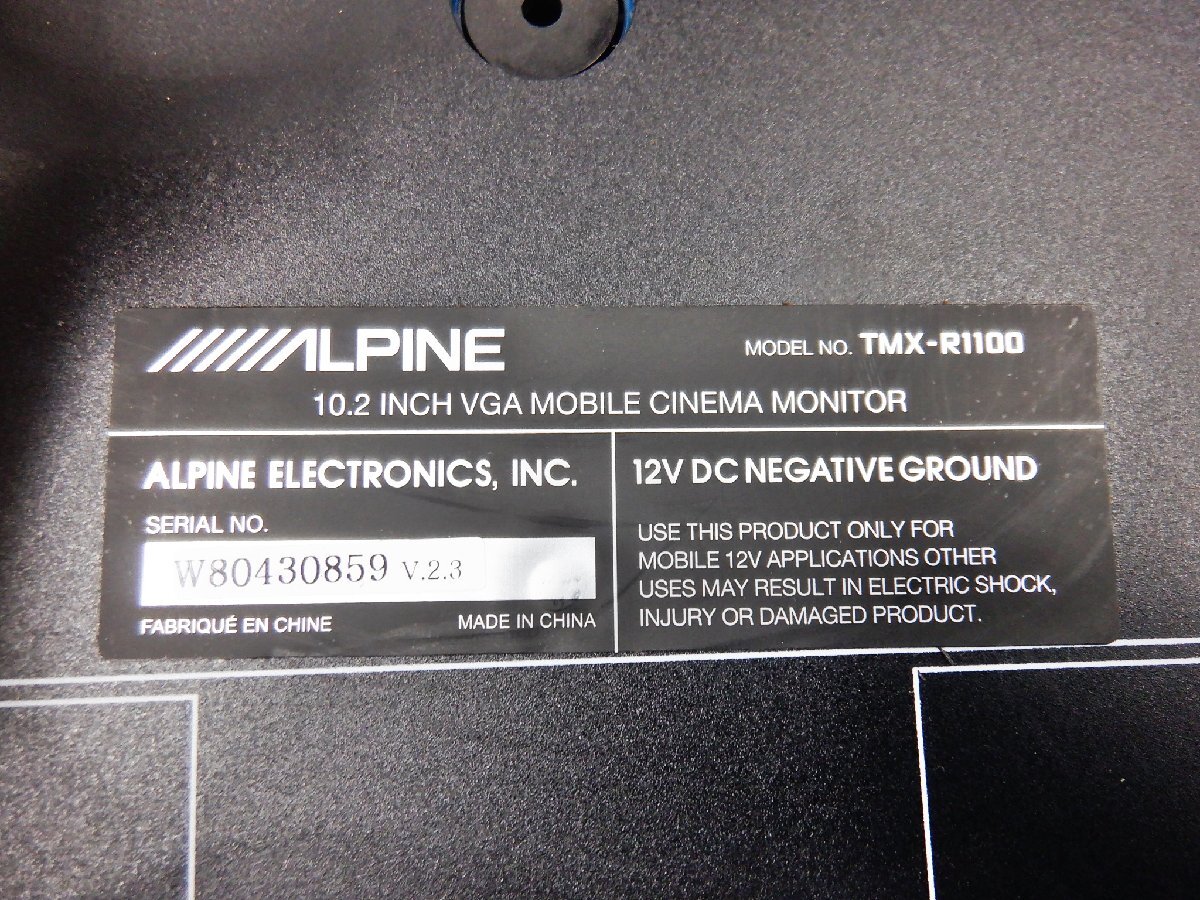 ALPINE MODEL NO. TMX-R1100
10.2 INCH VGA MOBILE CINEMA MONITOR
ALPINE ELECTRONICS, INC.
SERIAL NO.
W80430859 V.2.3
FABRIQUÉ EN CHINE MADE IN CHINA
12V DC NEGATIVE GROUND
USE THIS PRODUCT ONLY FOR
MOBILE 12V APPLICATIONS OTHER
USES MAY RESULT IN ELECTRIC SHOCK,
INJURY OR DAMAGED PRODUCT.